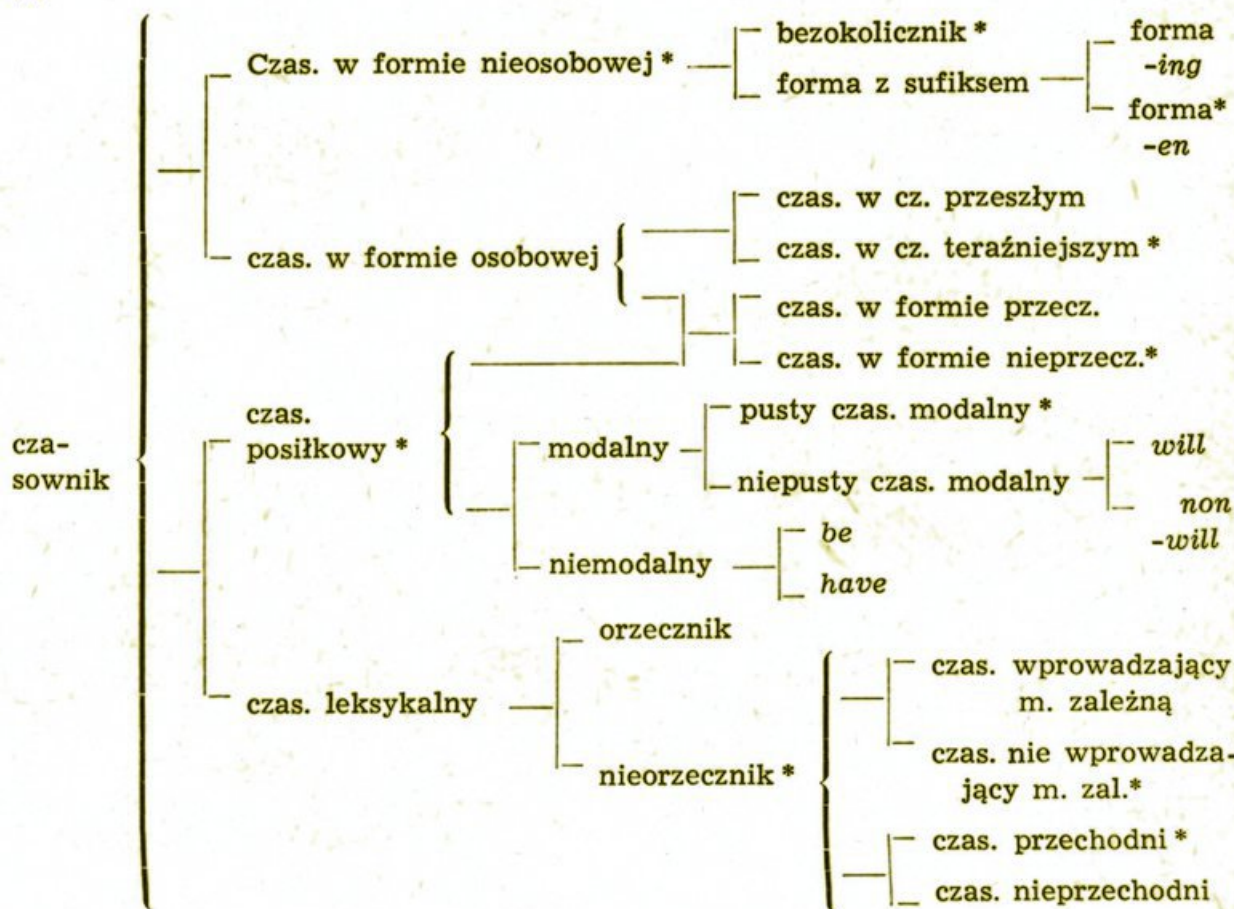 bezokolicznik *
forma
Czas. w formie nieosobowej *
-ing
forma z sufiksem
forma*
-en
czas. w cz. przeszłym
czas. w formie osobowej
czas. w cz. teraźniejszym *
czas. w formie przecz.
czas. w formie nieprzecz.*
czas.
posiłkowy *
pusty czas. modalny *
cza-
sownik
modalny
will
niepusty czas. modalny
non
-will
be
niemodalny
have
orzecznik
czas. wprowadzający
m. zależną
czas. leksykalny
czas. nie wprowadza-
jący m. zal.*
nieorzecznik *
czas. przechodni *
czas. nieprzechodni